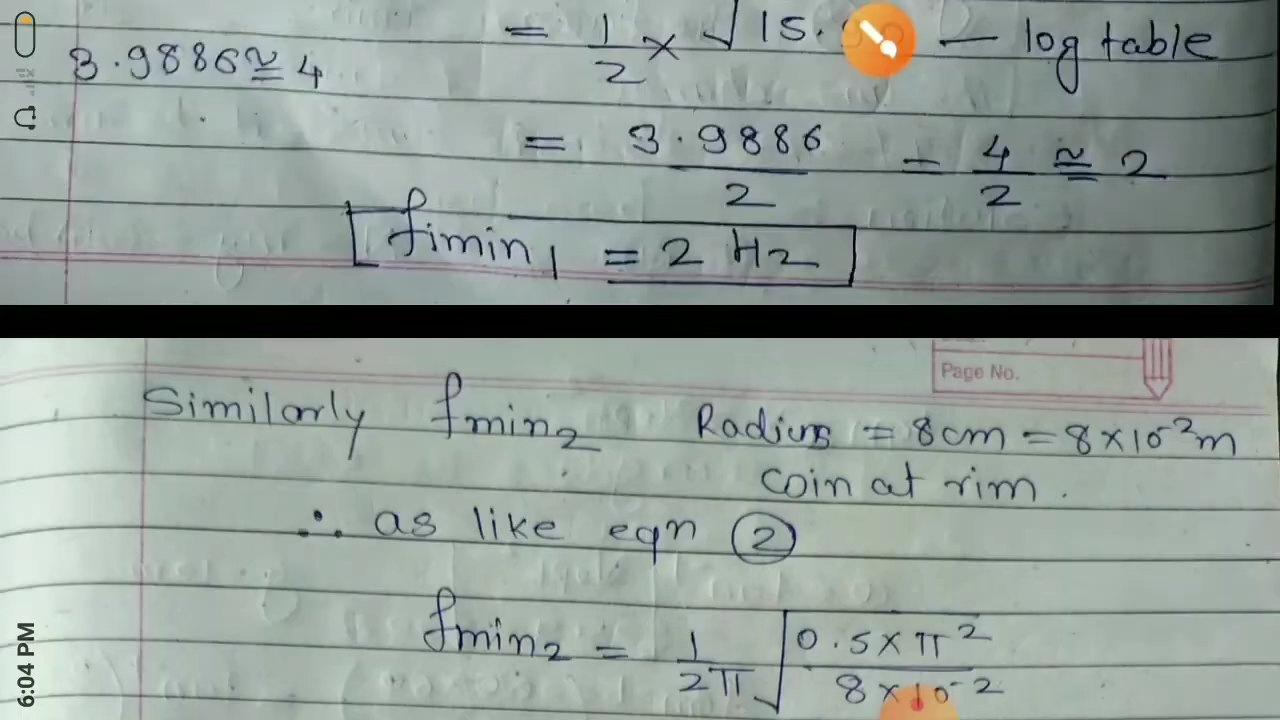 = 1/2 × √15. — log table
3.9886 ≅ 4
= 3.9886/2 = 4/2 ≅ 2
fimin₁ = 2 Hz
Page No.
Similarly fmin₂ Radius = 8cm = 8×10⁻²m
coin at rim.
∴ as like eqn ②
fmin₂ = 1/2π √0.5×π²/8×10⁻²
6:04 PM